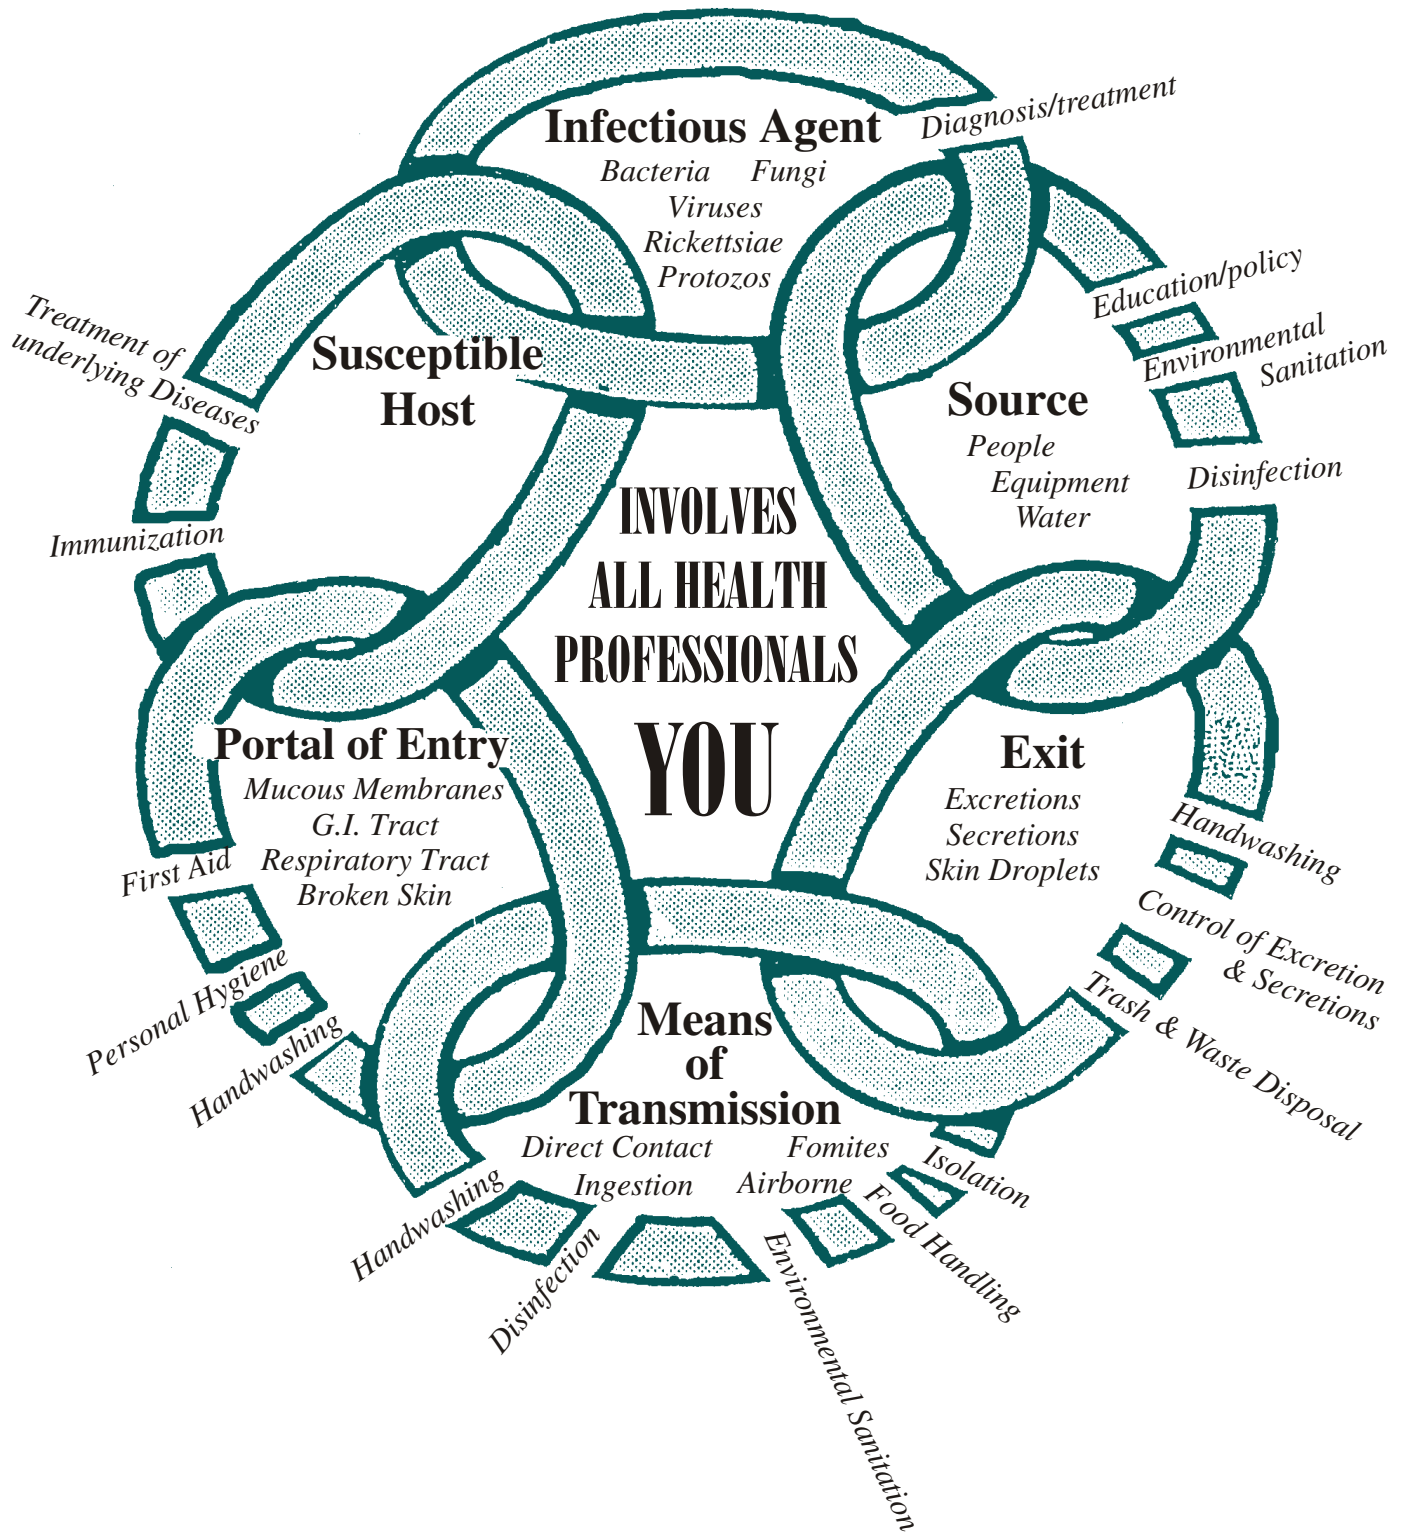 Infectious Agent
Bacteria Fungi
Viruses
Rickettsiae
Protozos
Diagnosis/treatment
Source
People
Equipment
Water
Education/policy
Environmental
Sanitation
Disinfection
Exit
Excretions
Secretions
Skin Droplets
Handwashing
Control of Excretion
& Secretions
Trash & Waste Disposal
Means
of
Transmission
Direct Contact Fomites
Ingestion Airborne
Isolation
Food Handling
Environmental Sanitation
Disinfection
Handwashing
Portal of Entry
Mucous Membranes
G.I. Tract
Respiratory Tract
Broken Skin
Handwashing
Personal Hygiene
First Aid
Susceptible
Host
Immunization
Treatment of
underlying Diseases
INVOLVES
ALL HEALTH
PROFESSIONALS
YOU